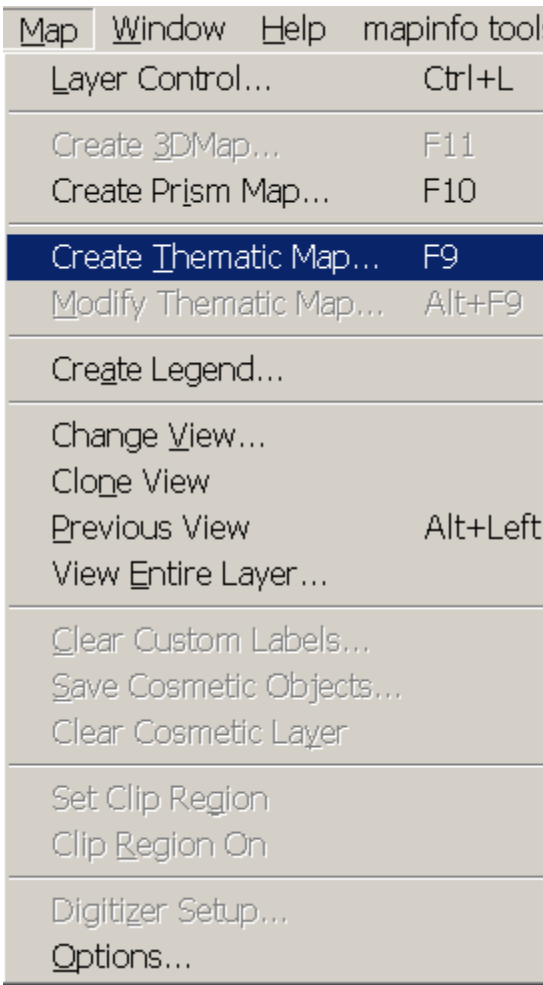 Map Window Help mapinfo tool
Layer Control... Ctrl+L
Create 3DMap... F11
Create Prism Map... F10
Create Thematic Map... F9
Modify Thematic Map... Alt+F9
Create Legend...
Change View...
Clone View
Previous View Alt+Left
View Entire Layer...
Clear Custom Labels...
Save Cosmetic Objects...
Clear Cosmetic Layer
Set Clip Region
Clip Region On
Digitizer Setup...
Options...